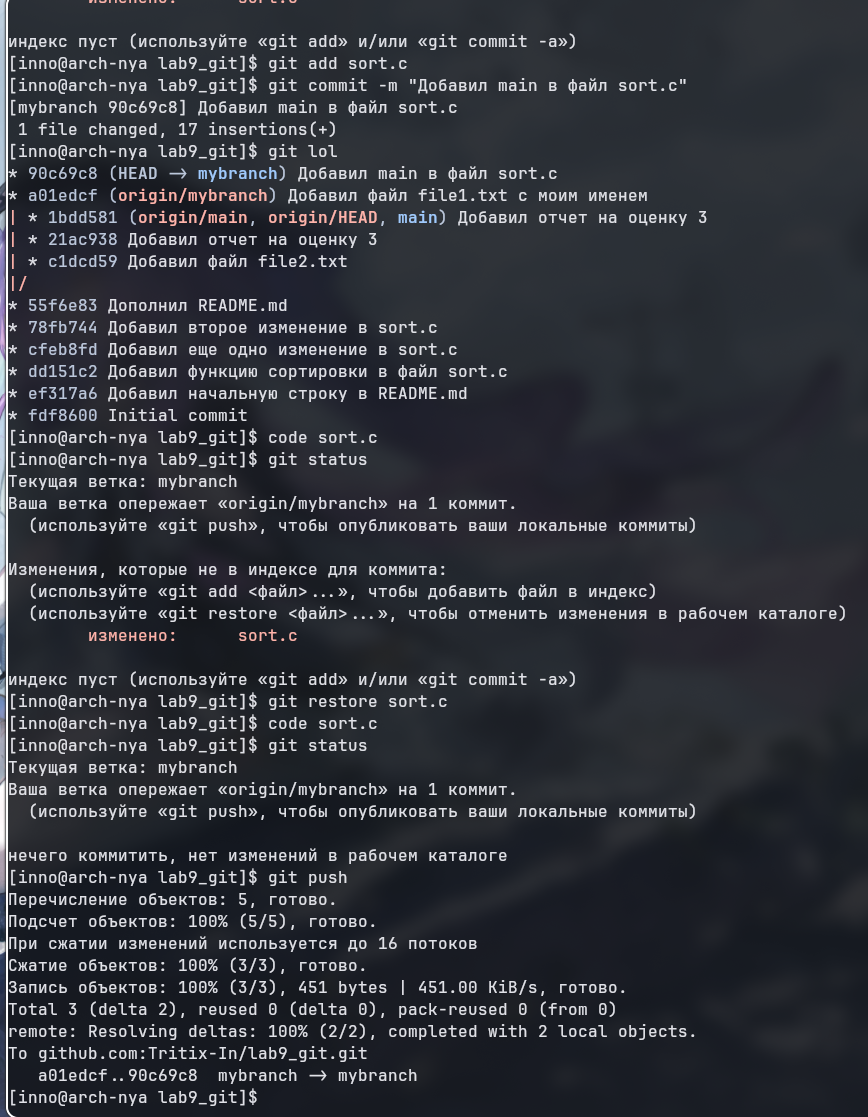 изменено: sort.c
индекс пуст (используйте «git add» и/или «git commit -a»)
[inno@arch-nya lab9_git]$ git add sort.c
[inno@arch-nya lab9_git]$ git commit -m "Добавил main в файл sort.c"
[mybranch 90c69c8] Добавил main в файл sort.c
 1 file changed, 17 insertions(+)
[inno@arch-nya lab9_git]$ git lol
* 90c69c8 (HEAD -> mybranch) Добавил main в файл sort.c
* a01edcf (origin/mybranch) Добавил файл file1.txt с моим именем
| * 1bdd581 (origin/main, origin/HEAD, main) Добавил отчет на оценку 3
| * 21ac938 Добавил отчет на оценку 3
| * c1dcd59 Добавил файл file2.txt
|/
* 55f6e83 Дополнил README.md
* 78fb744 Добавил второе изменение в sort.c
* cfeb8fd Добавил еще одно изменение в sort.c
* dd151c2 Добавил функцию сортировки в файл sort.c
* ef317a6 Добавил начальную строку в README.md
* fdf8600 Initial commit
[inno@arch-nya lab9_git]$ code sort.c
[inno@arch-nya lab9_git]$ git status
Текущая ветка: mybranch
Ваша ветка опережает «origin/mybranch» на 1 коммит.
  (используйте «git push», чтобы опубликовать ваши локальные коммиты)
Изменения, которые не в индексе для коммита:
  (используйте «git add <файл>...», чтобы добавить файл в индекс)
  (используйте «git restore <файл>...», чтобы отменить изменения в рабочем каталоге)
        изменено:      sort.c
индекс пуст (используйте «git add» и/или «git commit -a»)
[inno@arch-nya lab9_git]$ git restore sort.c
[inno@arch-nya lab9_git]$ code sort.c
[inno@arch-nya lab9_git]$ git status
Текущая ветка: mybranch
Ваша ветка опережает «origin/mybranch» на 1 коммит.
  (используйте «git push», чтобы опубликовать ваши локальные коммиты)
нечего коммитить, нет изменений в рабочем каталоге
[inno@arch-nya lab9_git]$ git push
Перечисление объектов: 5, готово.
Подсчет объектов: 100% (5/5), готово.
При сжатии изменений используется до 16 потоков
Сжатие объектов: 100% (3/3), готово.
Запись объектов: 100% (3/3), 451 bytes | 451.00 KiB/s, готово.
Total 3 (delta 2), reused 0 (delta 0), pack-reused 0 (from 0)
remote: Resolving deltas: 100% (2/2), completed with 2 local objects.
To github.com:Tritix-In/lab9_git.git
   a01edcf..90c69c8  mybranch -> mybranch
[inno@arch-nya lab9_git]$